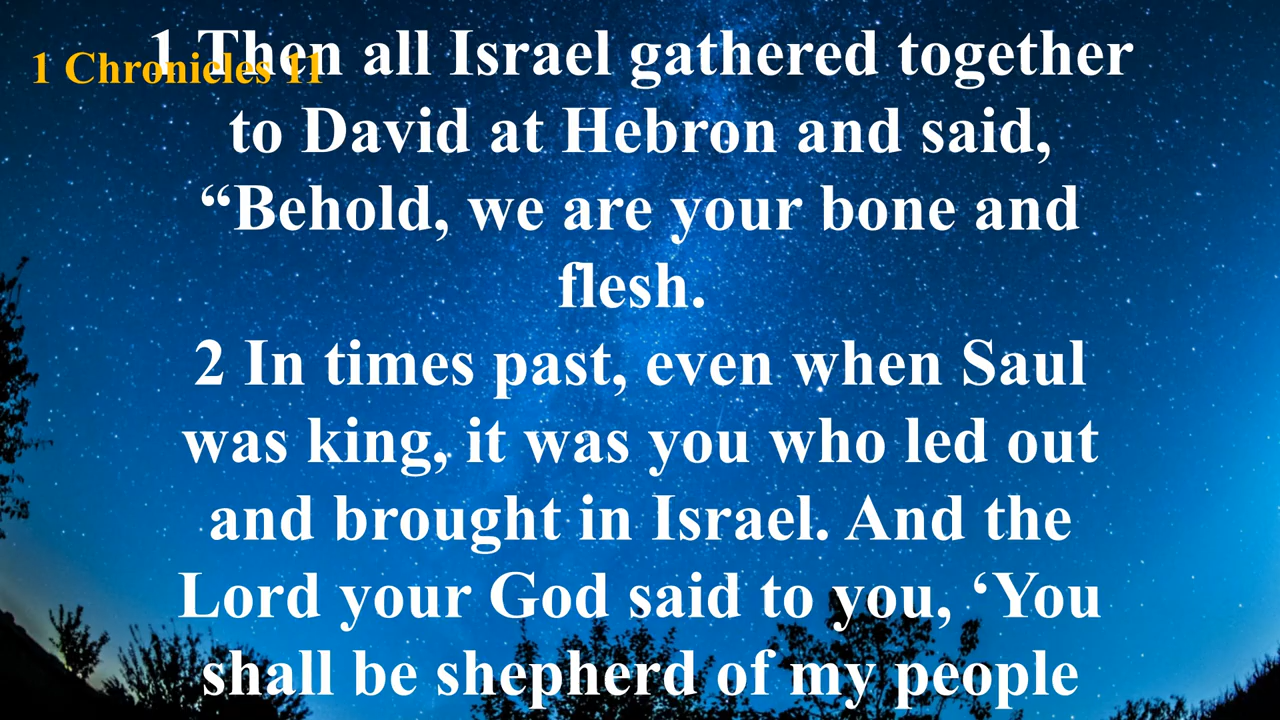 1 Chronicles 11
1 Then all Israel gathered together
to David at Hebron and said,
“Behold, we are your bone and
flesh.
2 In times past, even when Saul
was king, it was you who led out
and brought in Israel. And the
Lord your God said to you, ‘You
shall be shepherd of my people